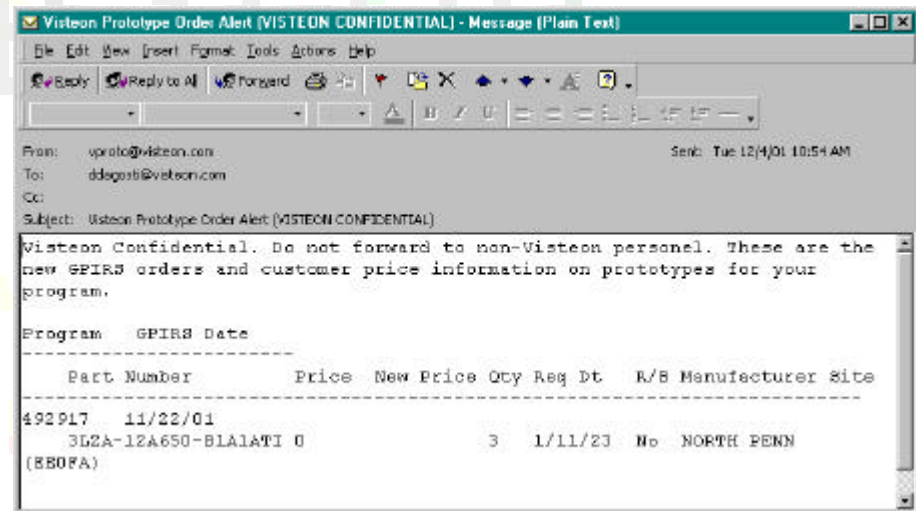 Visteon Prototype Order Alert (VISTEON CONFIDENTIAL) - Message (Plain Text)
File Edit View Insert Format Tools Actions Help
Reply Reply to All Forward
A B I U
From: vproto@visteon.com Sent: Tue 12/4/01 10:54 AM
To: ddagosti@visteon.com
Cc:
Subject: Visteon Prototype Order Alert (VISTEON CONFIDENTIAL)
Visteon Confidential. Do not forward to non-Visteon personel. These are the
new GPIRS orders and customer price information on prototypes for your
program.
Program GPIRS Date
-------------------------
Part Number Price New Price Qty Req Dt R/B Manufacturer Site
-----------------------------------------------------------------------------
492917 11/22/01
3L2A-12A650-B1A1ATI 0 3 1/11/23 No NORTH PENN